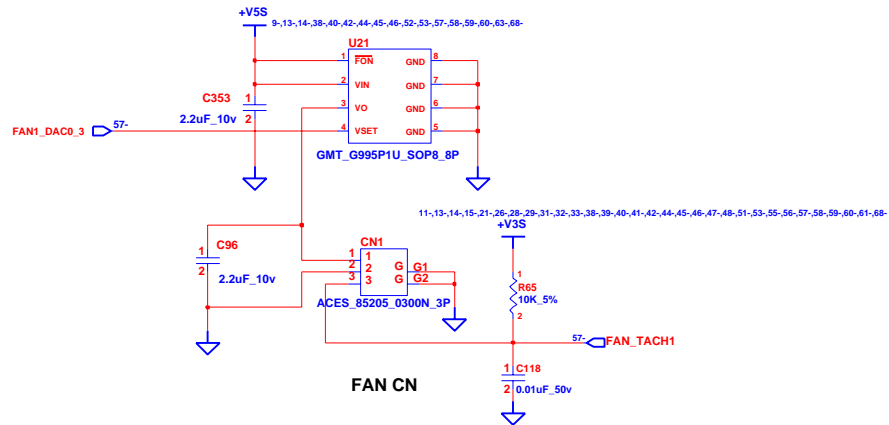 +V5S
9-,13-,14-,38-,40-,42-,44-,45-,46-,52-,53-,57-,58-,59-,60-,63-,68-
U21
1 FON GND 8
2 VIN GND 7
3 VO GND 6
4 VSET GND 5
GMT_G995P1U_SOP8_8P
C353
1
2
2.2uF_10v
FAN1_DAC0_3 57-
C96
1
2
2.2uF_10v
CN1
1 1
2 2 G G1
3 3 G G2
ACES_85205_0300N_3P
11-,13-,14-,15-,21-,26-,28-,29-,31-,32-,33-,38-,39-,40-,41-,42-,44-,45-,46-,47-,48-,51-,53-,55-,56-,57-,58-,59-,60-,61-,68-
+V3S
1
R65
10K_5%
2
57- FAN_TACH1
C118
1
2
0.01uF_50v
FAN CN